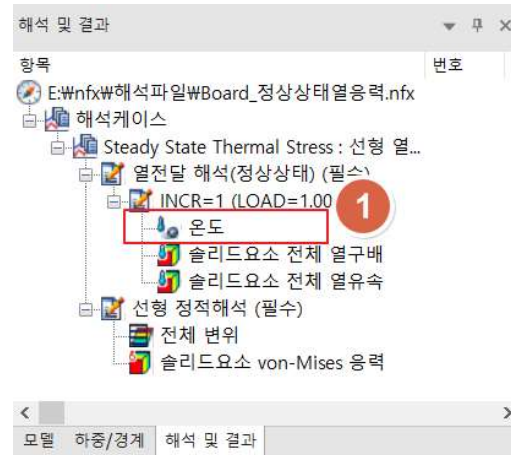 해석 및 결과
항목 번호
E:₩nfx₩해석파일₩Board_정상상태열응력.nfx
해석케이스
Steady State Thermal Stress : 선형 열...
열전달 해석(정상상태) (필수)
INCR=1 (LOAD=1.00
1
온도
솔리드요소 전체 열구배
솔리드요소 전체 열유속
선형 정적해석 (필수)
전체 변위
솔리드요소 von-Mises 응력
모델 하중/경계 해석 및 결과